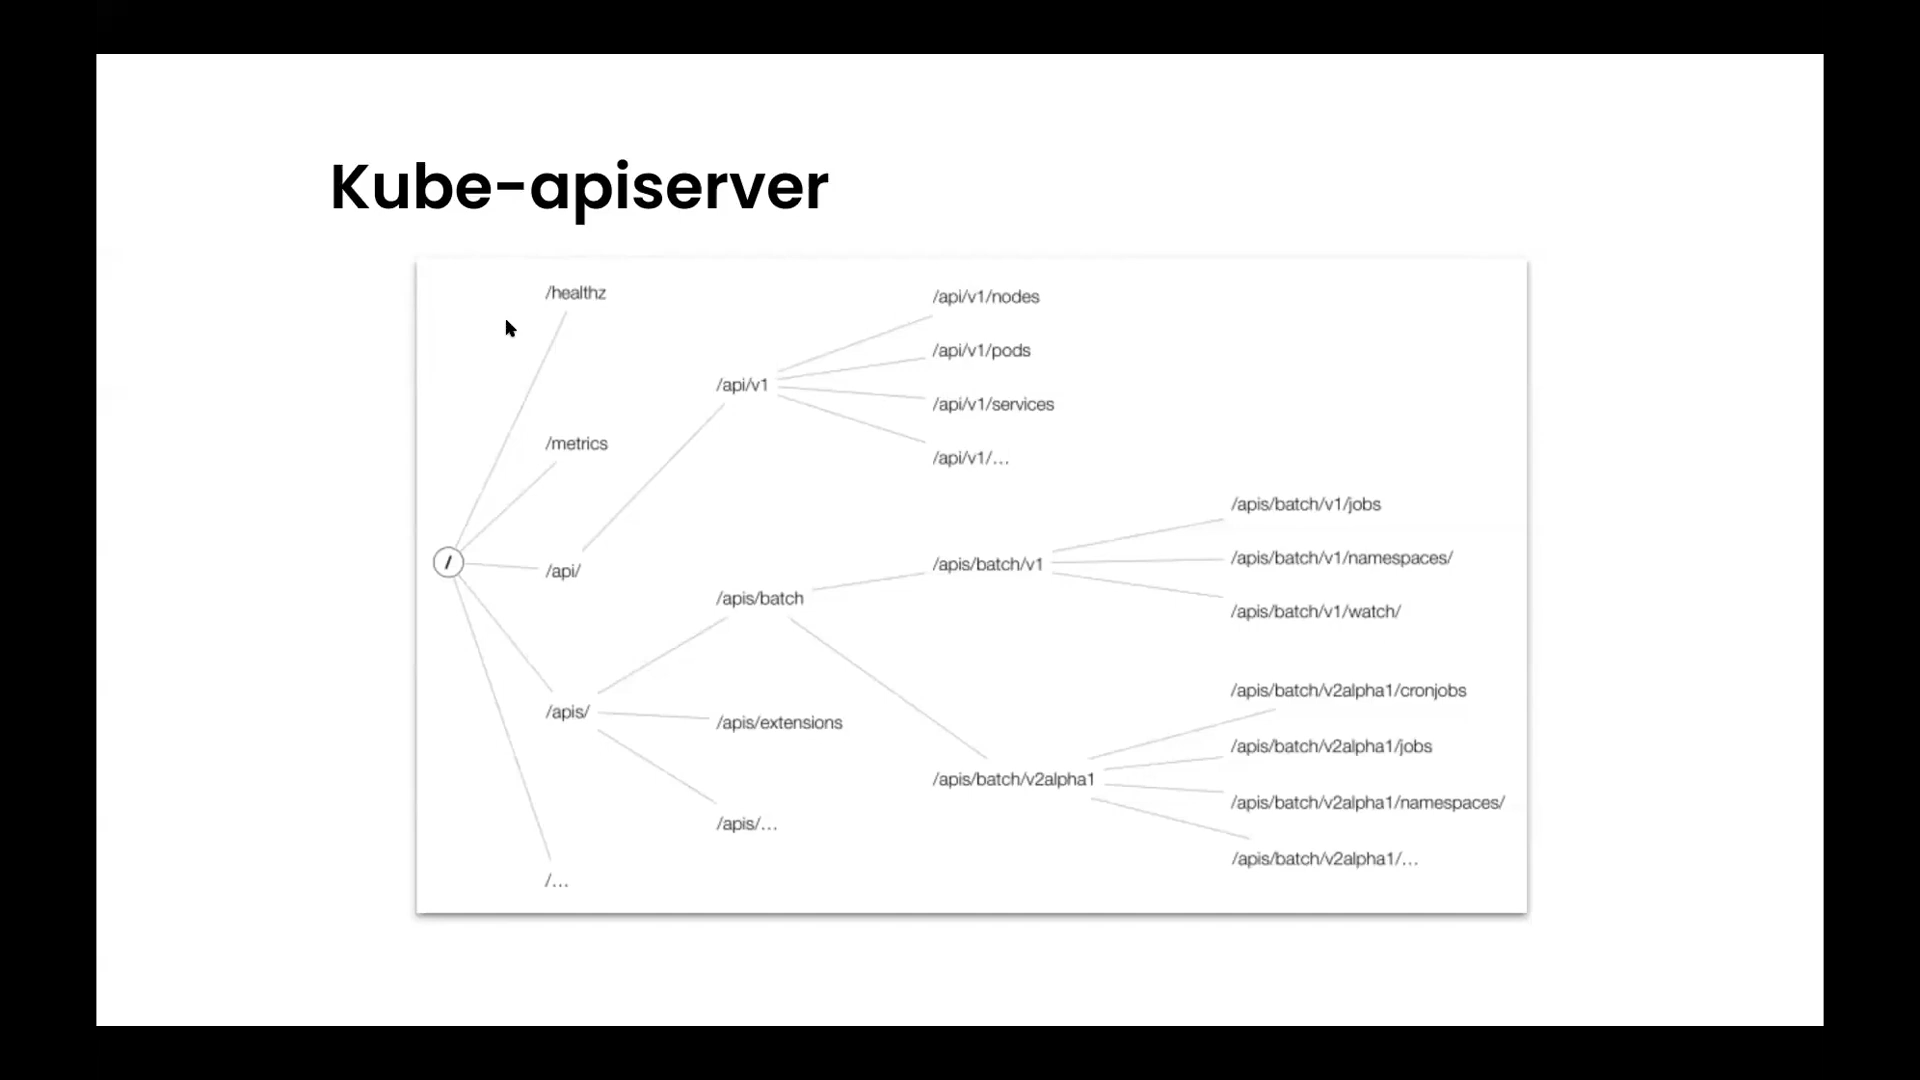 Kube-apiserver
/healthz
/metrics
/
/api/
/apis/
/...
/api/v1
/apis/batch
/apis/extensions
/apis/...
/api/v1/nodes
/api/v1/pods
/api/v1/services
/api/v1/...
/apis/batch/v1
/apis/batch/v2alpha1
/apis/batch/v1/jobs
/apis/batch/v1/namespaces/
/apis/batch/v1/watch/
/apis/batch/v2alpha1/cronjobs
/apis/batch/v2alpha1/jobs
/apis/batch/v2alpha1/namespaces/
/apis/batch/v2alpha1/...